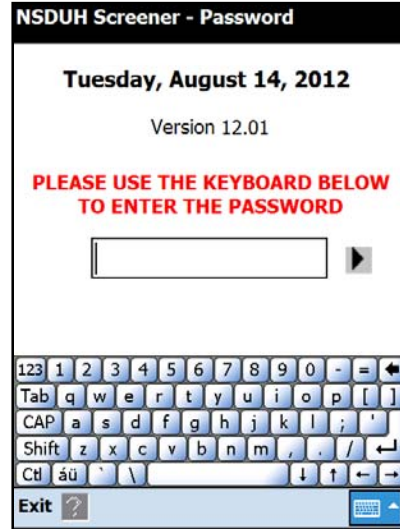 NSDUH Screener - Password
Tuesday, August 14, 2012
Version 12.01
PLEASE USE THE KEYBOARD BELOW
TO ENTER THE PASSWORD
123 1 2 3 4 5 6 7 8 9 0 - =
Tab q w e r t y u i o p [ ]
CAP a s d f g h j k l ; '
Shift z x c v b n m , . /
Ctl áü ` \
Exit ?